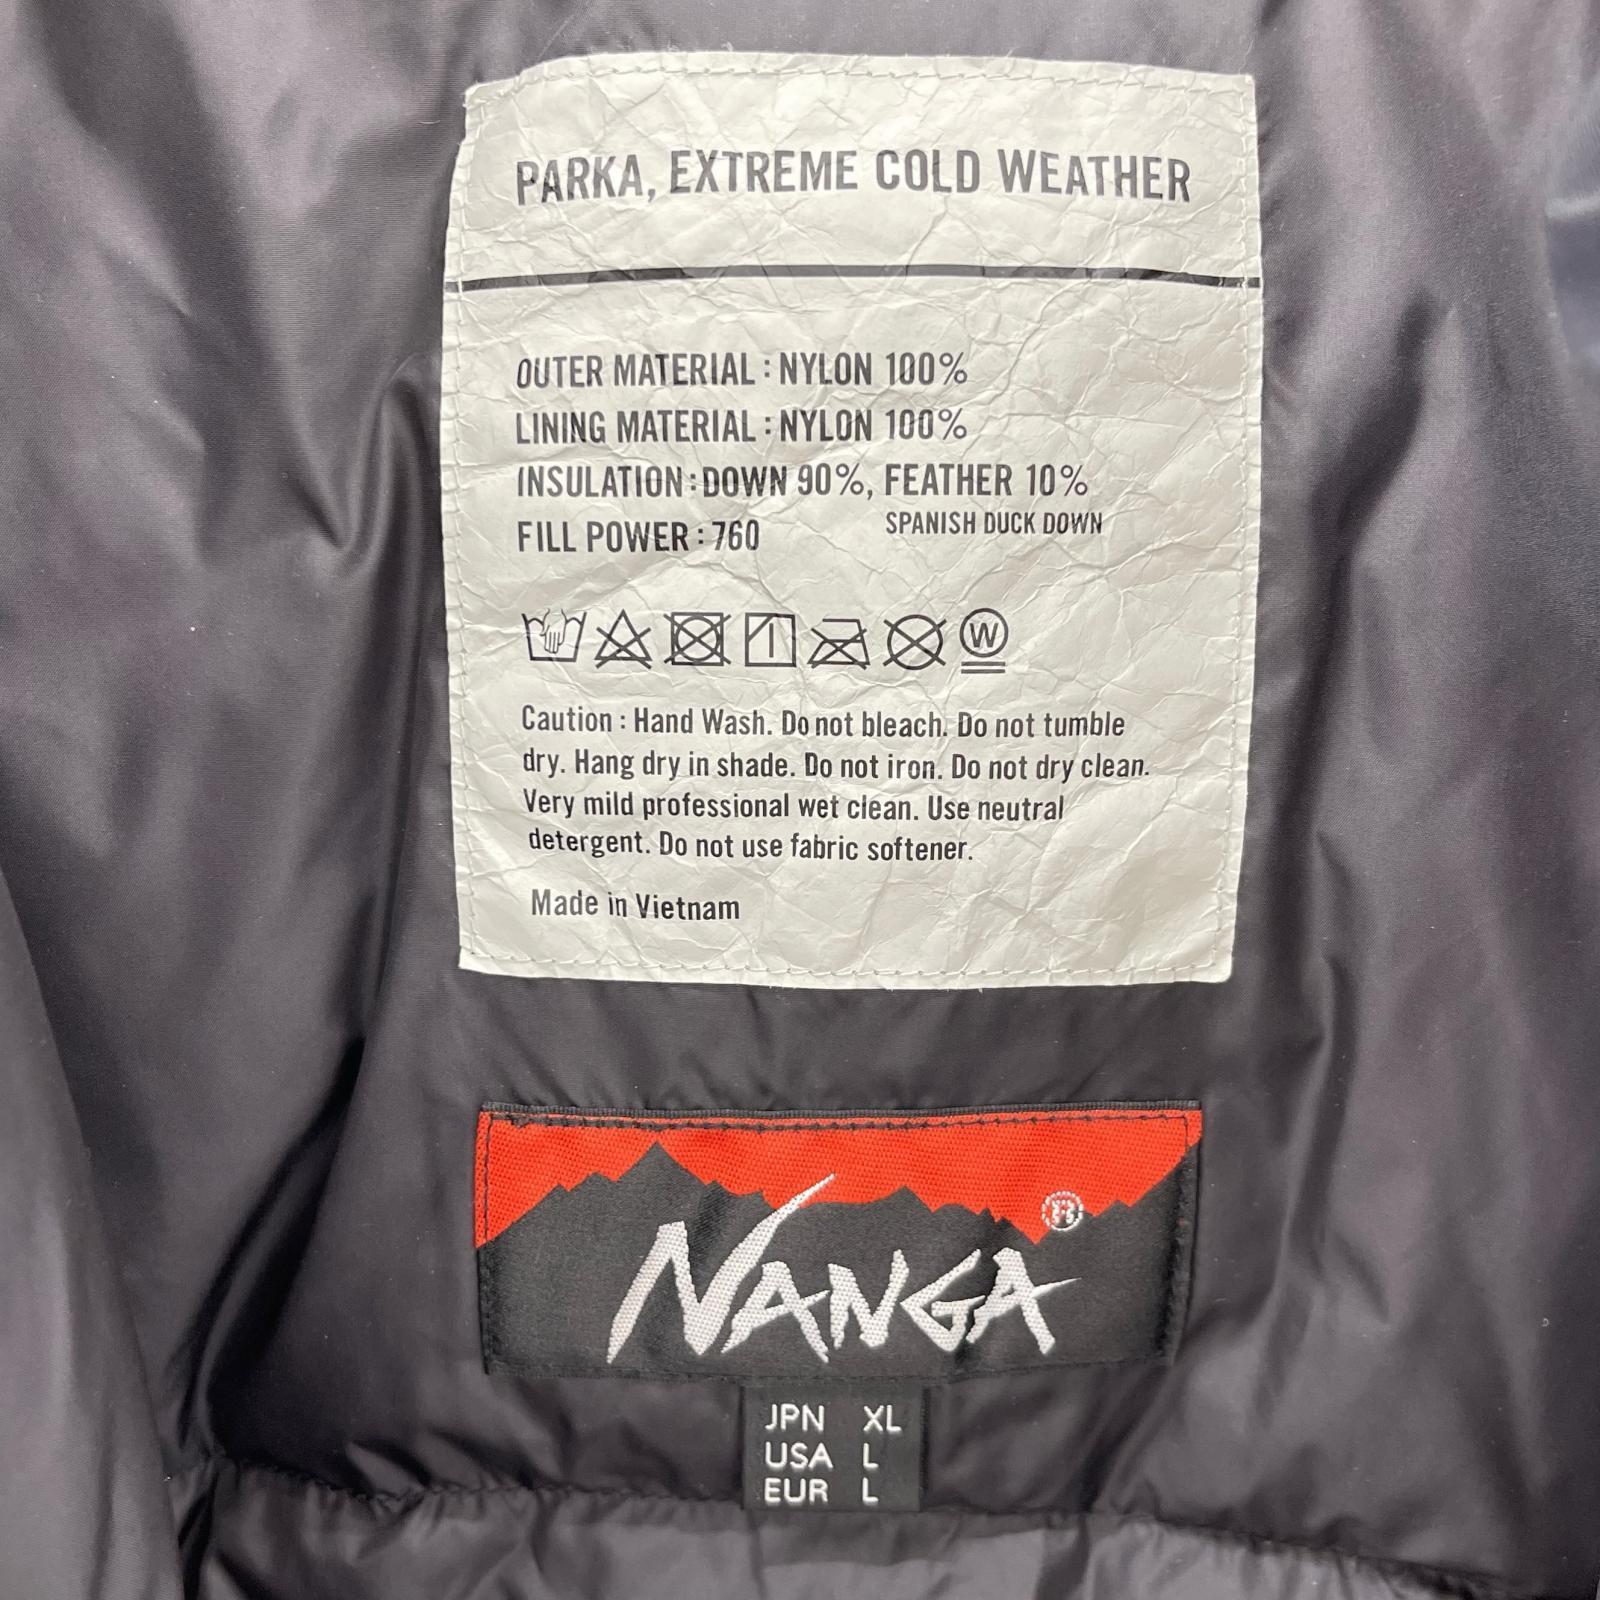 PARKA, EXTREME COLD WEATHER
OUTER MATERIAL : NYLON 100%
LINING MATERIAL : NYLON 100%
INSULATION : DOWN 90%, FEATHER 10%
SPANISH DUCK DOWN
FILL POWER : 760
W
Caution : Hand Wash. Do not bleach. Do not tumble
dry. Hang dry in shade. Do not iron. Do not dry clean.
Very mild professional wet clean. Use neutral
detergent. Do not use fabric softener.
Made in Vietnam
NANGA®
JPN XL
USA L
EUR L